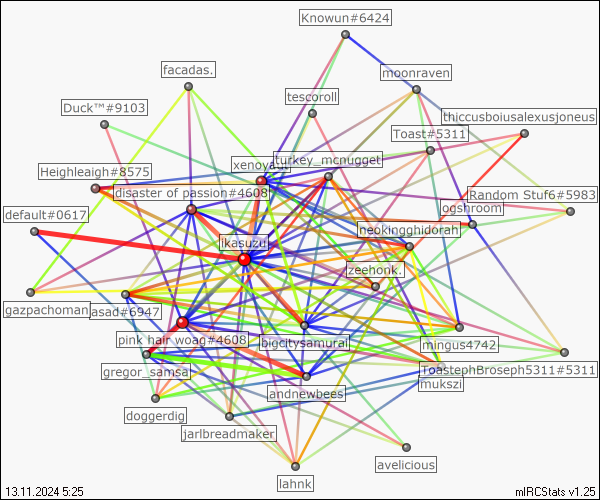 Knowun#6424
facadas.
moonraven
tescoroll
Duck™#9103
thiccusboiusalexusjoneus
Toast#5311
turkey_mcnugget
Heighleaigh#8575
disaster of passion#4608
Random Stuf6#5983
default#0617
ogshroom
neokingghidorah
ikasuzu
zeehonk.
gazpachoman
jasad#6947
pink hair woag#4608
bigcitysamurai
mingus4742
gregor_samsa
ToastephBroseph5311#5311
mukszi
andnewbees
doggerdig
jarlbreadmaker
avelicious
lahnk
13.11.2024 5:25
mIRCStats v1.25